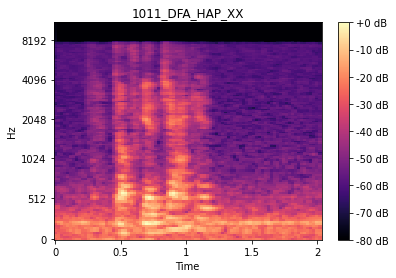 1011_DFA_HAP_XX
+0 dB
8192
-10 dB
4096
-20 dB
-30 dB
2048
Hz
-40 dB
1024
-50 dB
512
-60 dB
-70 dB
0
-80 dB
0
0.5
1
1.5
2
Time